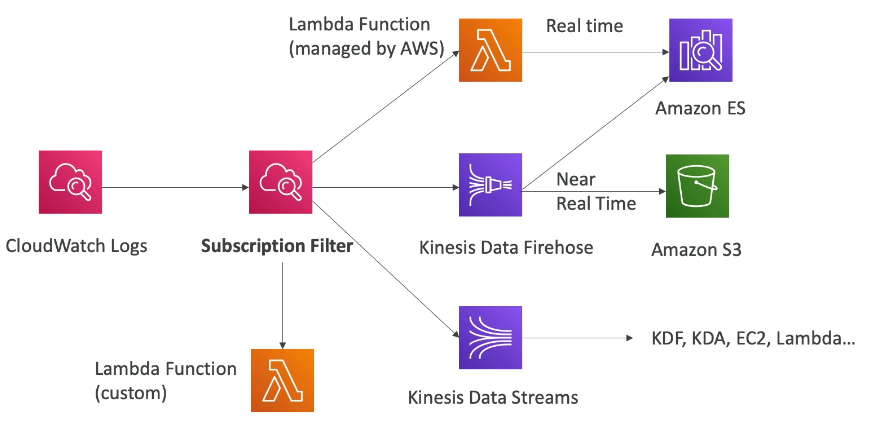 Lambda Function
(managed by AWS)
Real time
Amazon ES
CloudWatch Logs
Subscription Filter
Kinesis Data Firehose
Near
Real Time
Amazon S3
Lambda Function
(custom)
Kinesis Data Streams
KDF, KDA, EC2, Lambda...